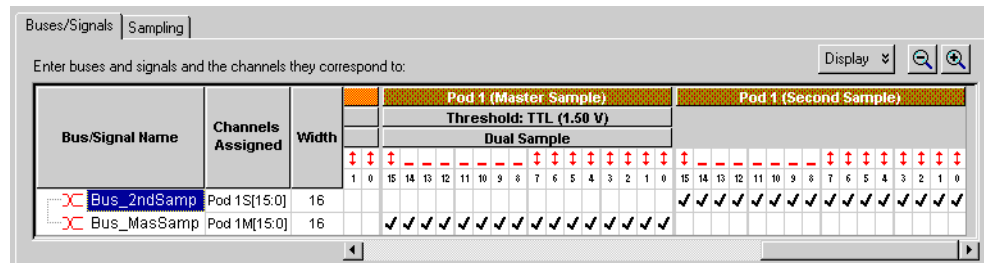 Buses/Signals Sampling
Enter buses and signals and the channels they correspond to:
Display
Bus/Signal Name Channels Assigned Width
Pod 1 (Master Sample) Pod 1 (Second Sample)
Threshold: TTL (1.50 V)
Dual Sample
1 0 15 14 13 12 11 10 9 8 7 6 5 4 3 2 1 0 15 14 13 12 11 10 9 8 7 6 5 4 3 2 1 0
Bus_2ndSamp Pod 1S[15:0] 16
Bus_MasSamp Pod 1M[15:0] 16